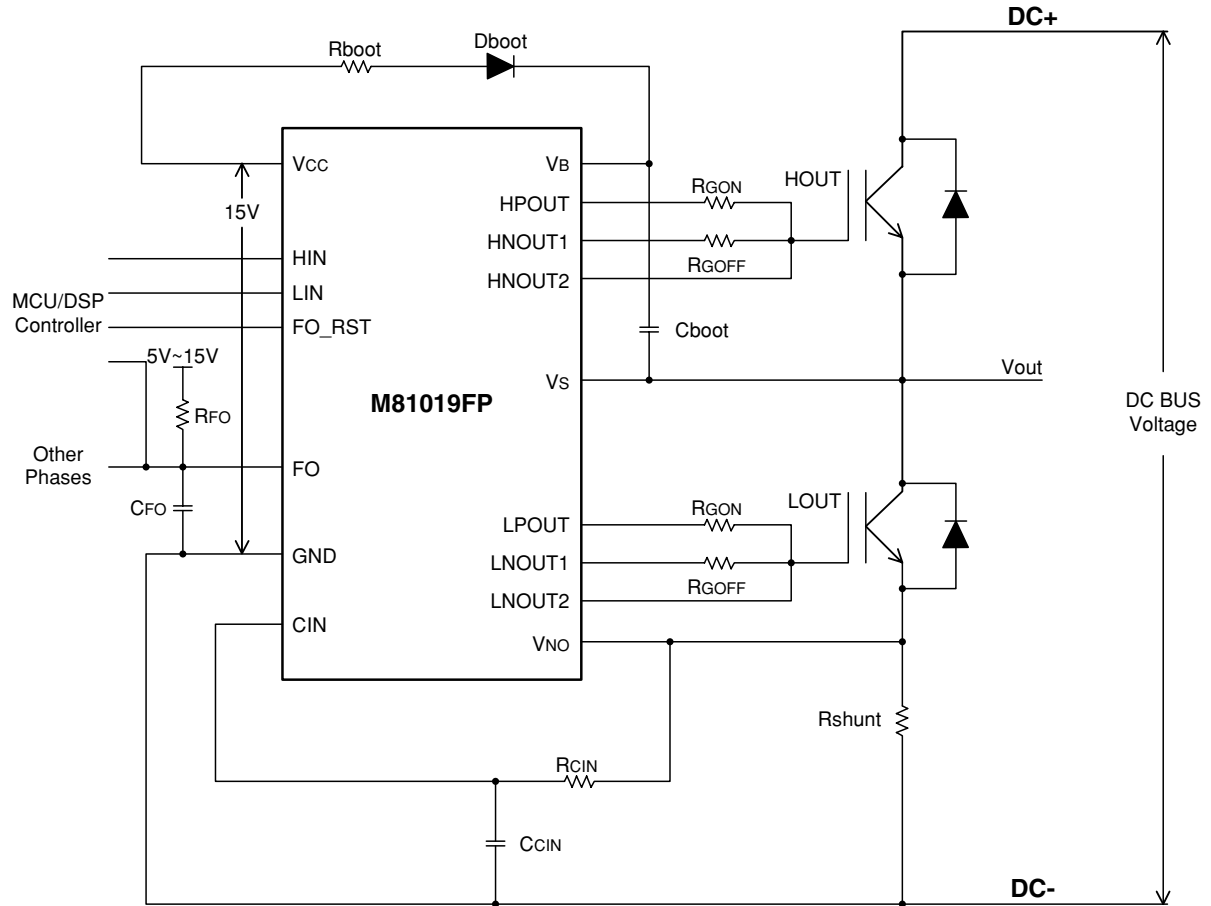 DC+
Rboot
Dboot
VCC
15V
HIN
LIN
FO_RST
MCU/DSP
Controller
5V~15V
RFO
Other
Phases
FO
CFO
GND
CIN
M81019FP
VB
HPOUT
HNOUT1
HNOUT2
VS
LPOUT
LNOUT1
LNOUT2
VNO
RGON
RGOFF
HOUT
Cboot
Vout
DC BUS
Voltage
RGON
RGOFF
LOUT
Rshunt
RCIN
CCIN
DC-